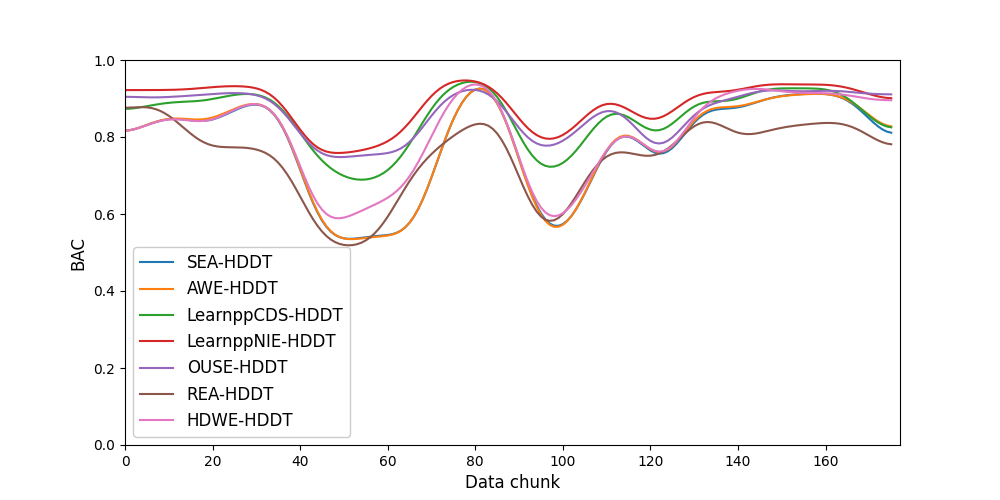 1.0
0.8
0.6
0.4
0.2
0.0
BAC
SEA-HDDT
AWE-HDDT
LearnppCDS-HDDT
LearnppNIE-HDDT
OUSE-HDDT
REA-HDDT
HDWE-HDDT
0 20 40 60 80 100 120 140 160
Data chunk